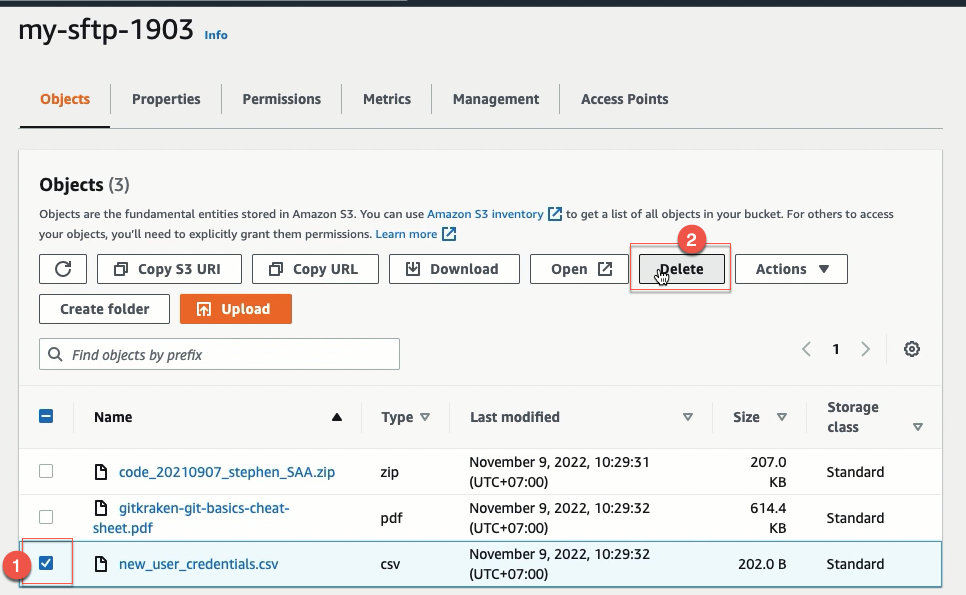 my-sftp-1903 Info
Objects Properties Permissions Metrics Management Access Points
Objects (3)
Objects are the fundamental entities stored in Amazon S3. You can use Amazon S3 inventory to get a list of all objects in your bucket. For others to access
your objects, you'll need to explicitly grant them permissions. Learn more
2
Copy S3 URI Copy URL Download Open Delete Actions
Create folder Upload
Find objects by prefix 1
Name Type Last modified Size Storage
class
code_20210907_stephen_SAA.zip zip November 9, 2022, 10:29:31 207.0 Standard
(UTC+07:00) KB
gitkraken-git-basics-cheat- pdf November 9, 2022, 10:29:32 614.4 Standard
sheet.pdf (UTC+07:00) KB
1 new_user_credentials.csv csv November 9, 2022, 10:29:32 202.0 B Standard
(UTC+07:00)